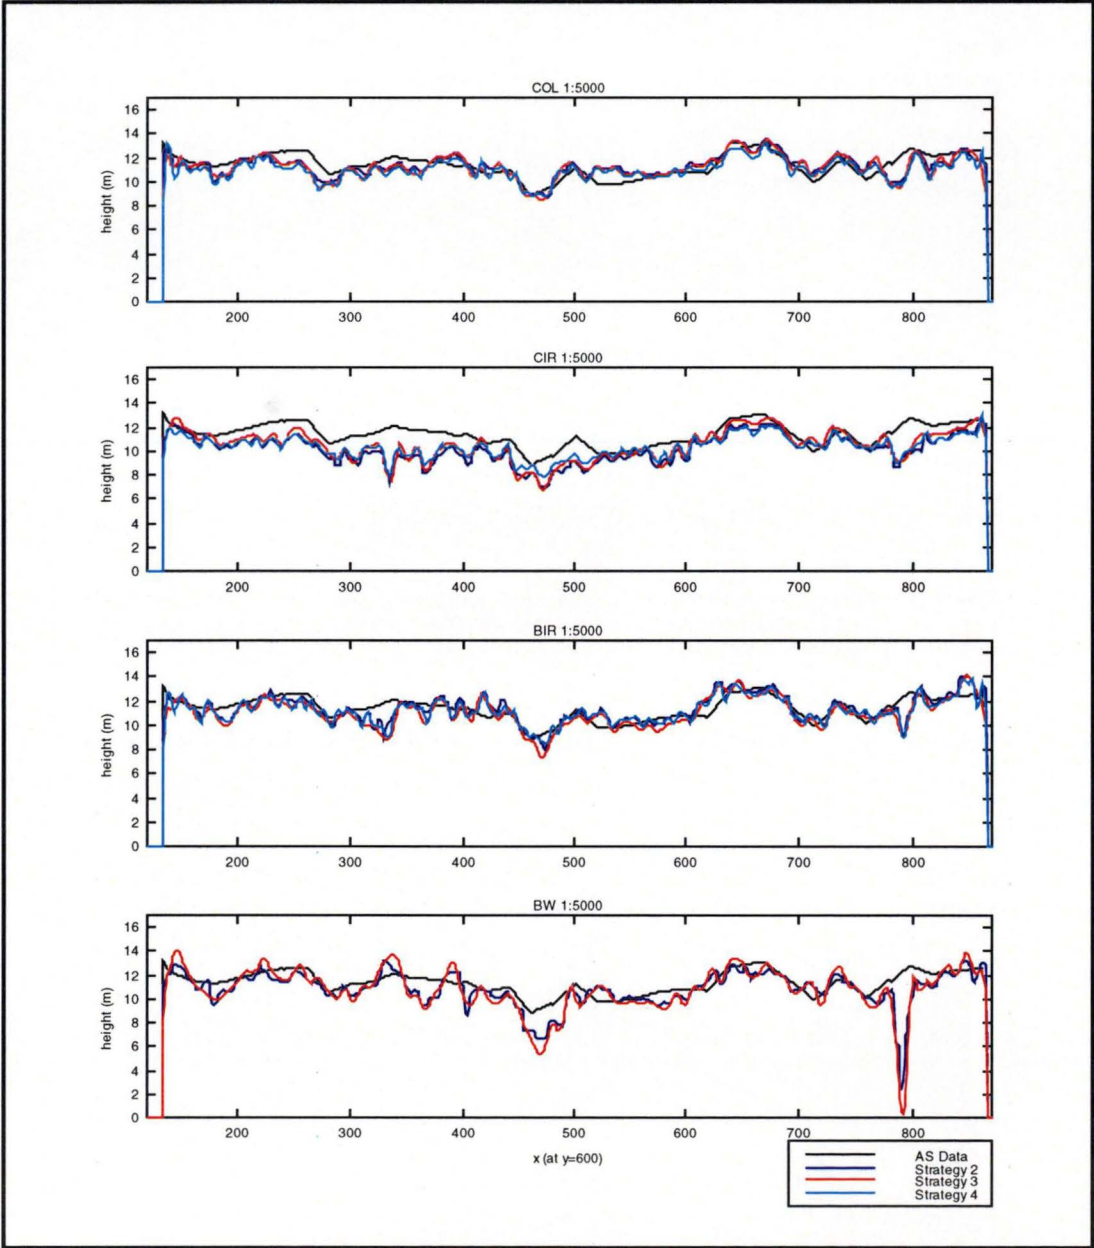 COL 1:5000
16
14
12
10
8
6
4
2
0
height (m)
200 300 400 500 600 700 800
CIR 1:5000
16
14
12
10
8
6
4
2
0
height (m)
200 300 400 500 600 700 800
BIR 1:5000
16
14
12
10
8
6
4
2
0
height (m)
200 300 400 500 600 700 800
BW 1:5000
16
14
12
10
8
6
4
2
0
height (m)
200 300 400 500 600 700 800
x (at y=600)
AS Data
Strategy 2
Strategy 3
Strategy 4